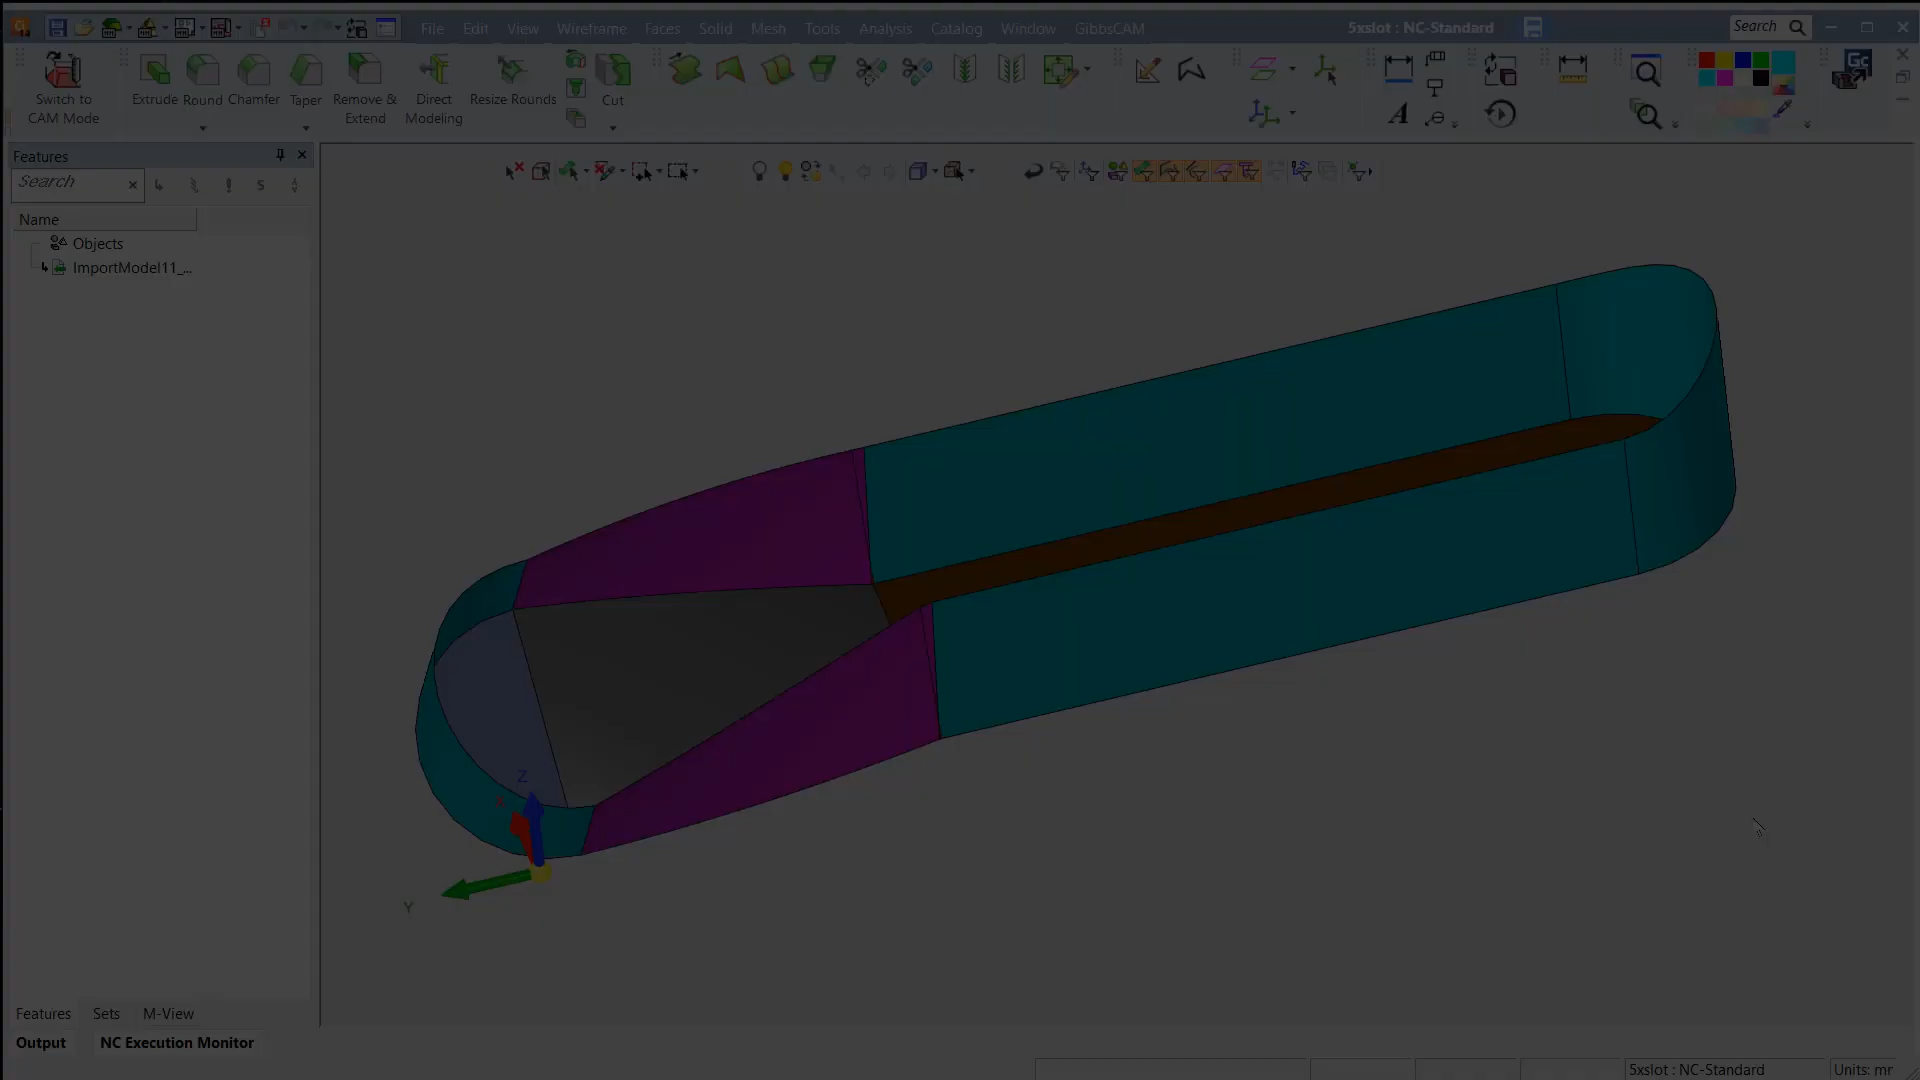 File Edit View Wireframe Faces Solid Mesh Tools Analysis Catalog Window GibbsCAM 5xslot : NC-Standard Search
Switch to CAM Mode
Extrude Round Chamfer Taper Remove & Extend Direct Modeling Resize Rounds Cut
A
Gc
Features
Search
S
Name
Objects
ImportModel11_...
Z
X
Y
Features Sets M-View
Output NC Execution Monitor
5xslot : NC-Standard Units: mr